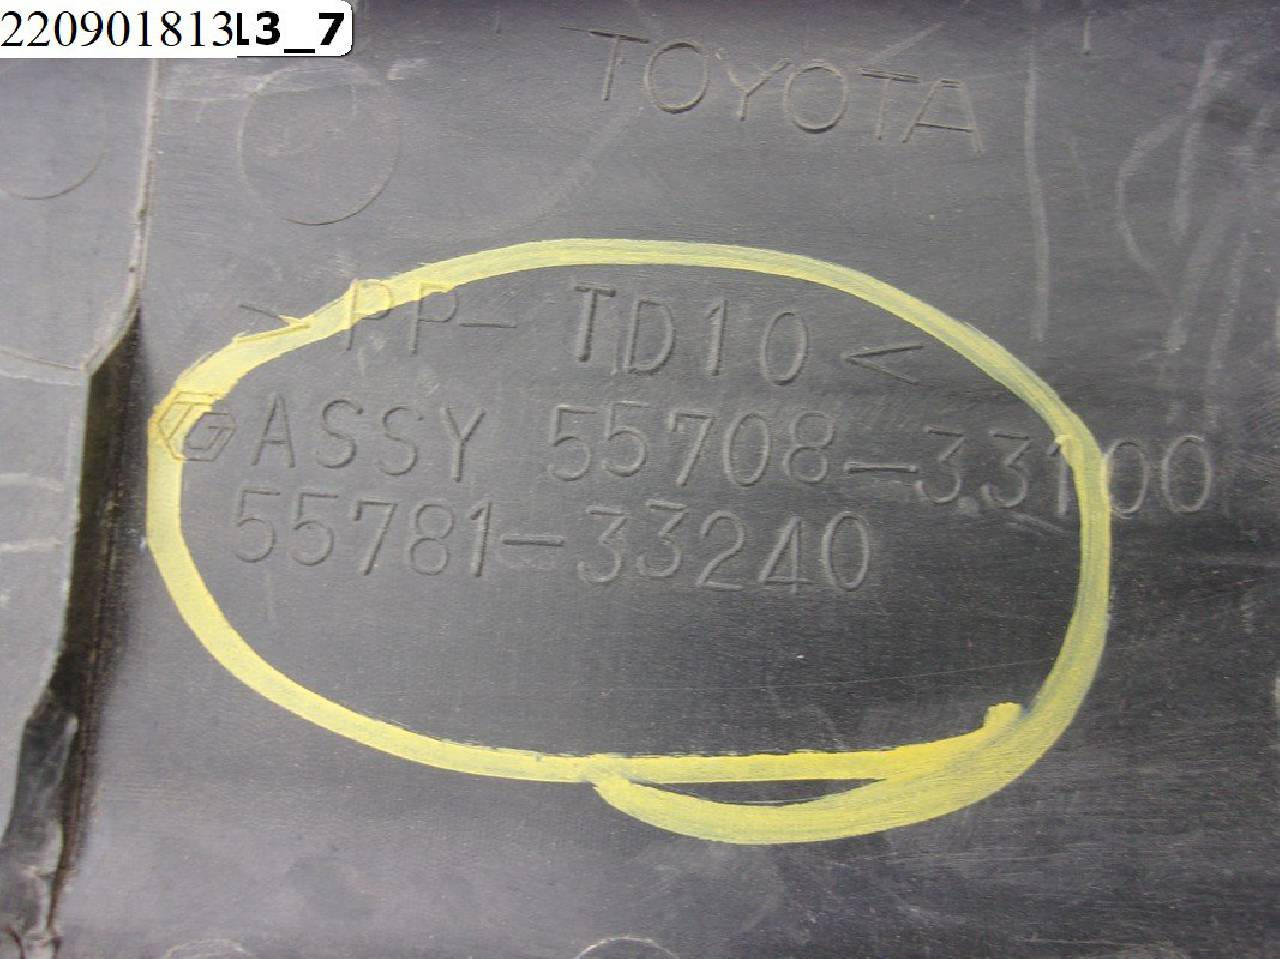 220901813L3_7
TOYOTA
>PP-TD10<
G ASSY 55708-33100
55781-33240